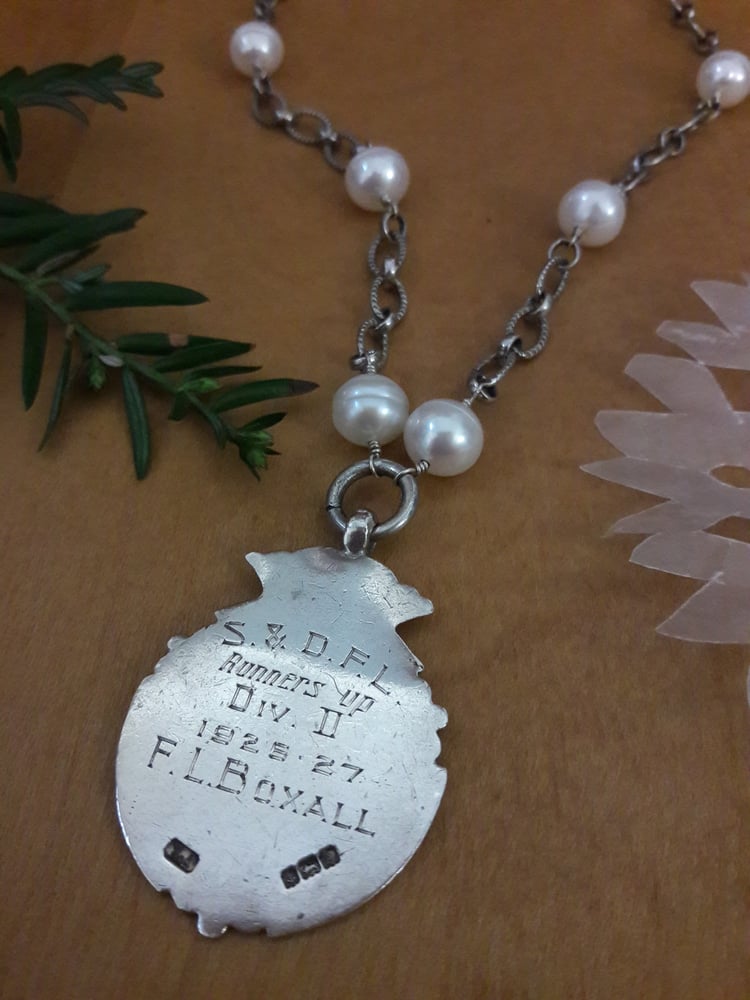 S. & D. F. L.
Runners up
Div. II
1926-27
F. L. Boxall